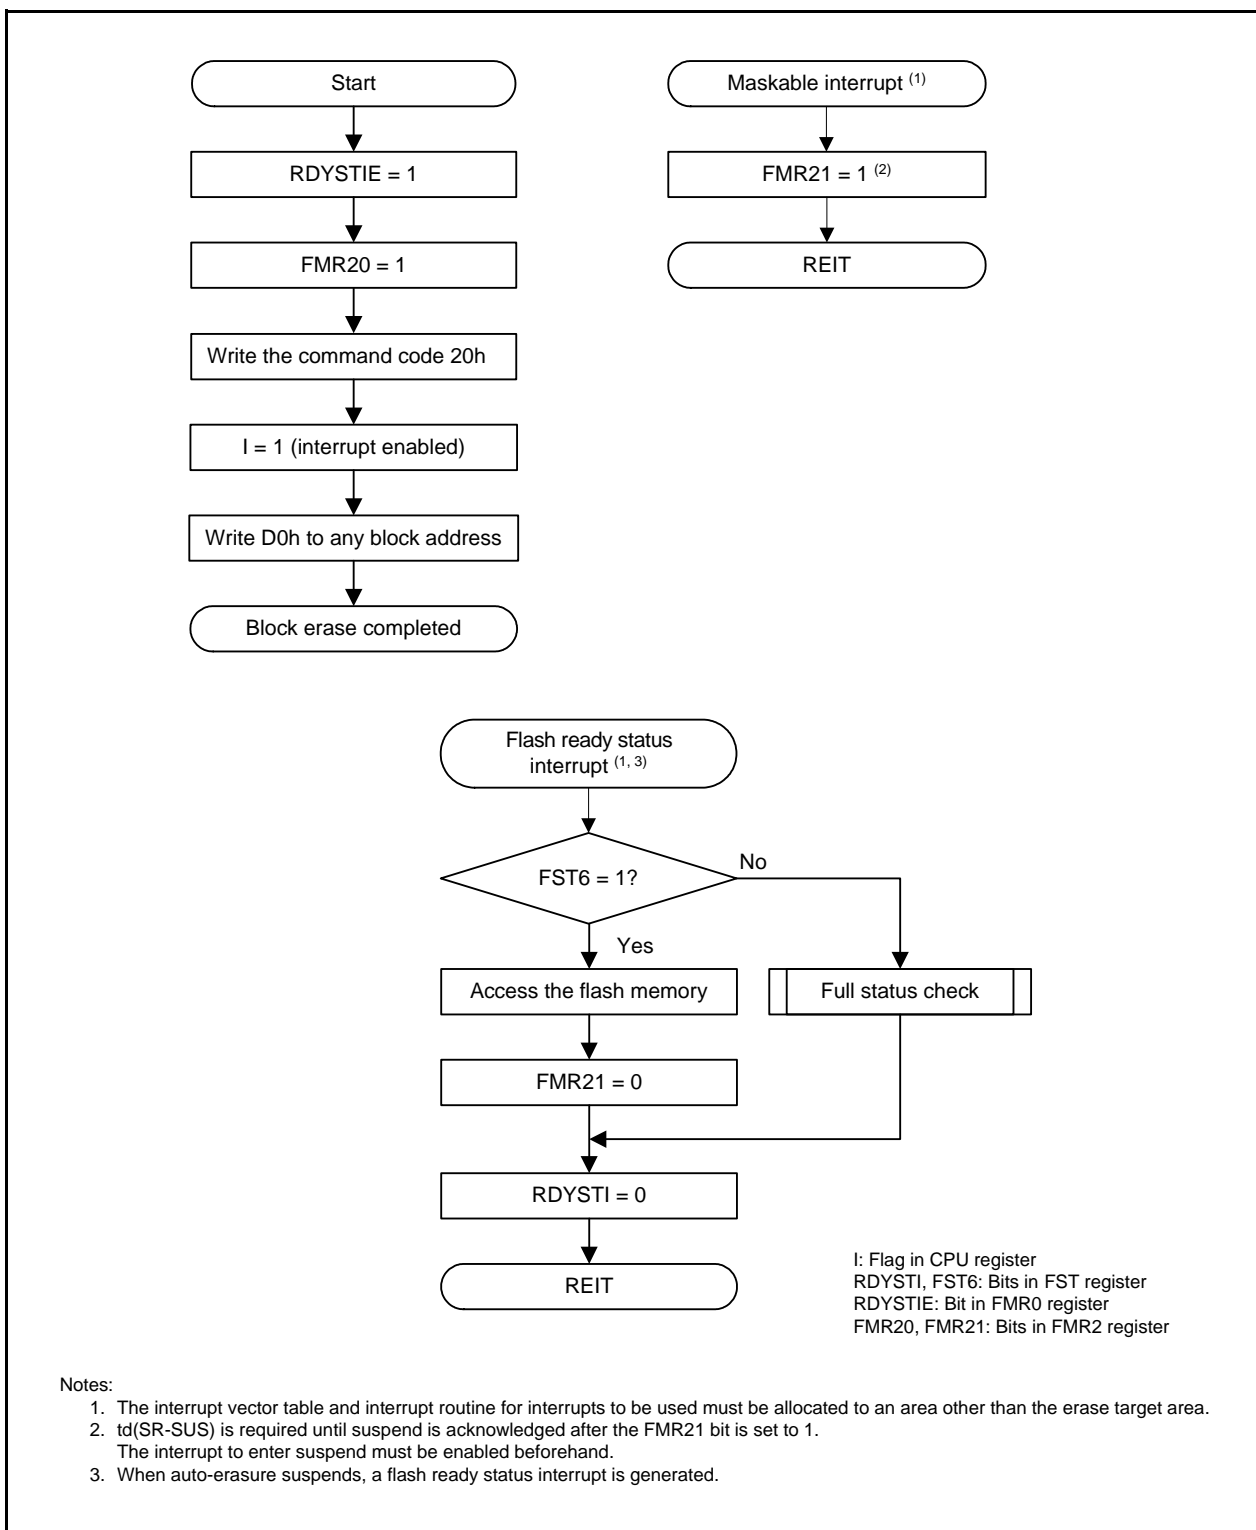 Start
RDYSTIE = 1
FMR20 = 1
Write the command code 20h
I = 1 (interrupt enabled)
Write D0h to any block address
Block erase completed
Maskable interrupt (1)
FMR21 = 1 (2)
REIT
Flash ready status
interrupt (1, 3)
FST6 = 1?
No
Yes
Access the flash memory
Full status check
FMR21 = 0
RDYSTI = 0
REIT
I: Flag in CPU register
RDYSTI, FST6: Bits in FST register
RDYSTIE: Bit in FMR0 register
FMR20, FMR21: Bits in FMR2 register
Notes:
1. The interrupt vector table and interrupt routine for interrupts to be used must be allocated to an area other than the erase target area.
2. td(SR-SUS) is required until suspend is acknowledged after the FMR21 bit is set to 1.
The interrupt to enter suspend must be enabled beforehand.
3. When auto-erasure suspends, a flash ready status interrupt is generated.